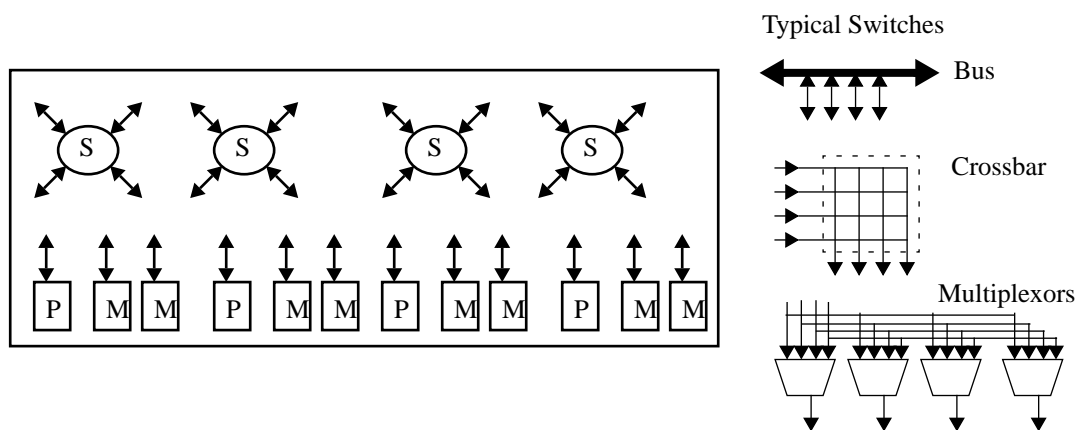 Typical Switches
Bus
S S S S
Crossbar
P M M P M M P M M P M M
Multiplexors